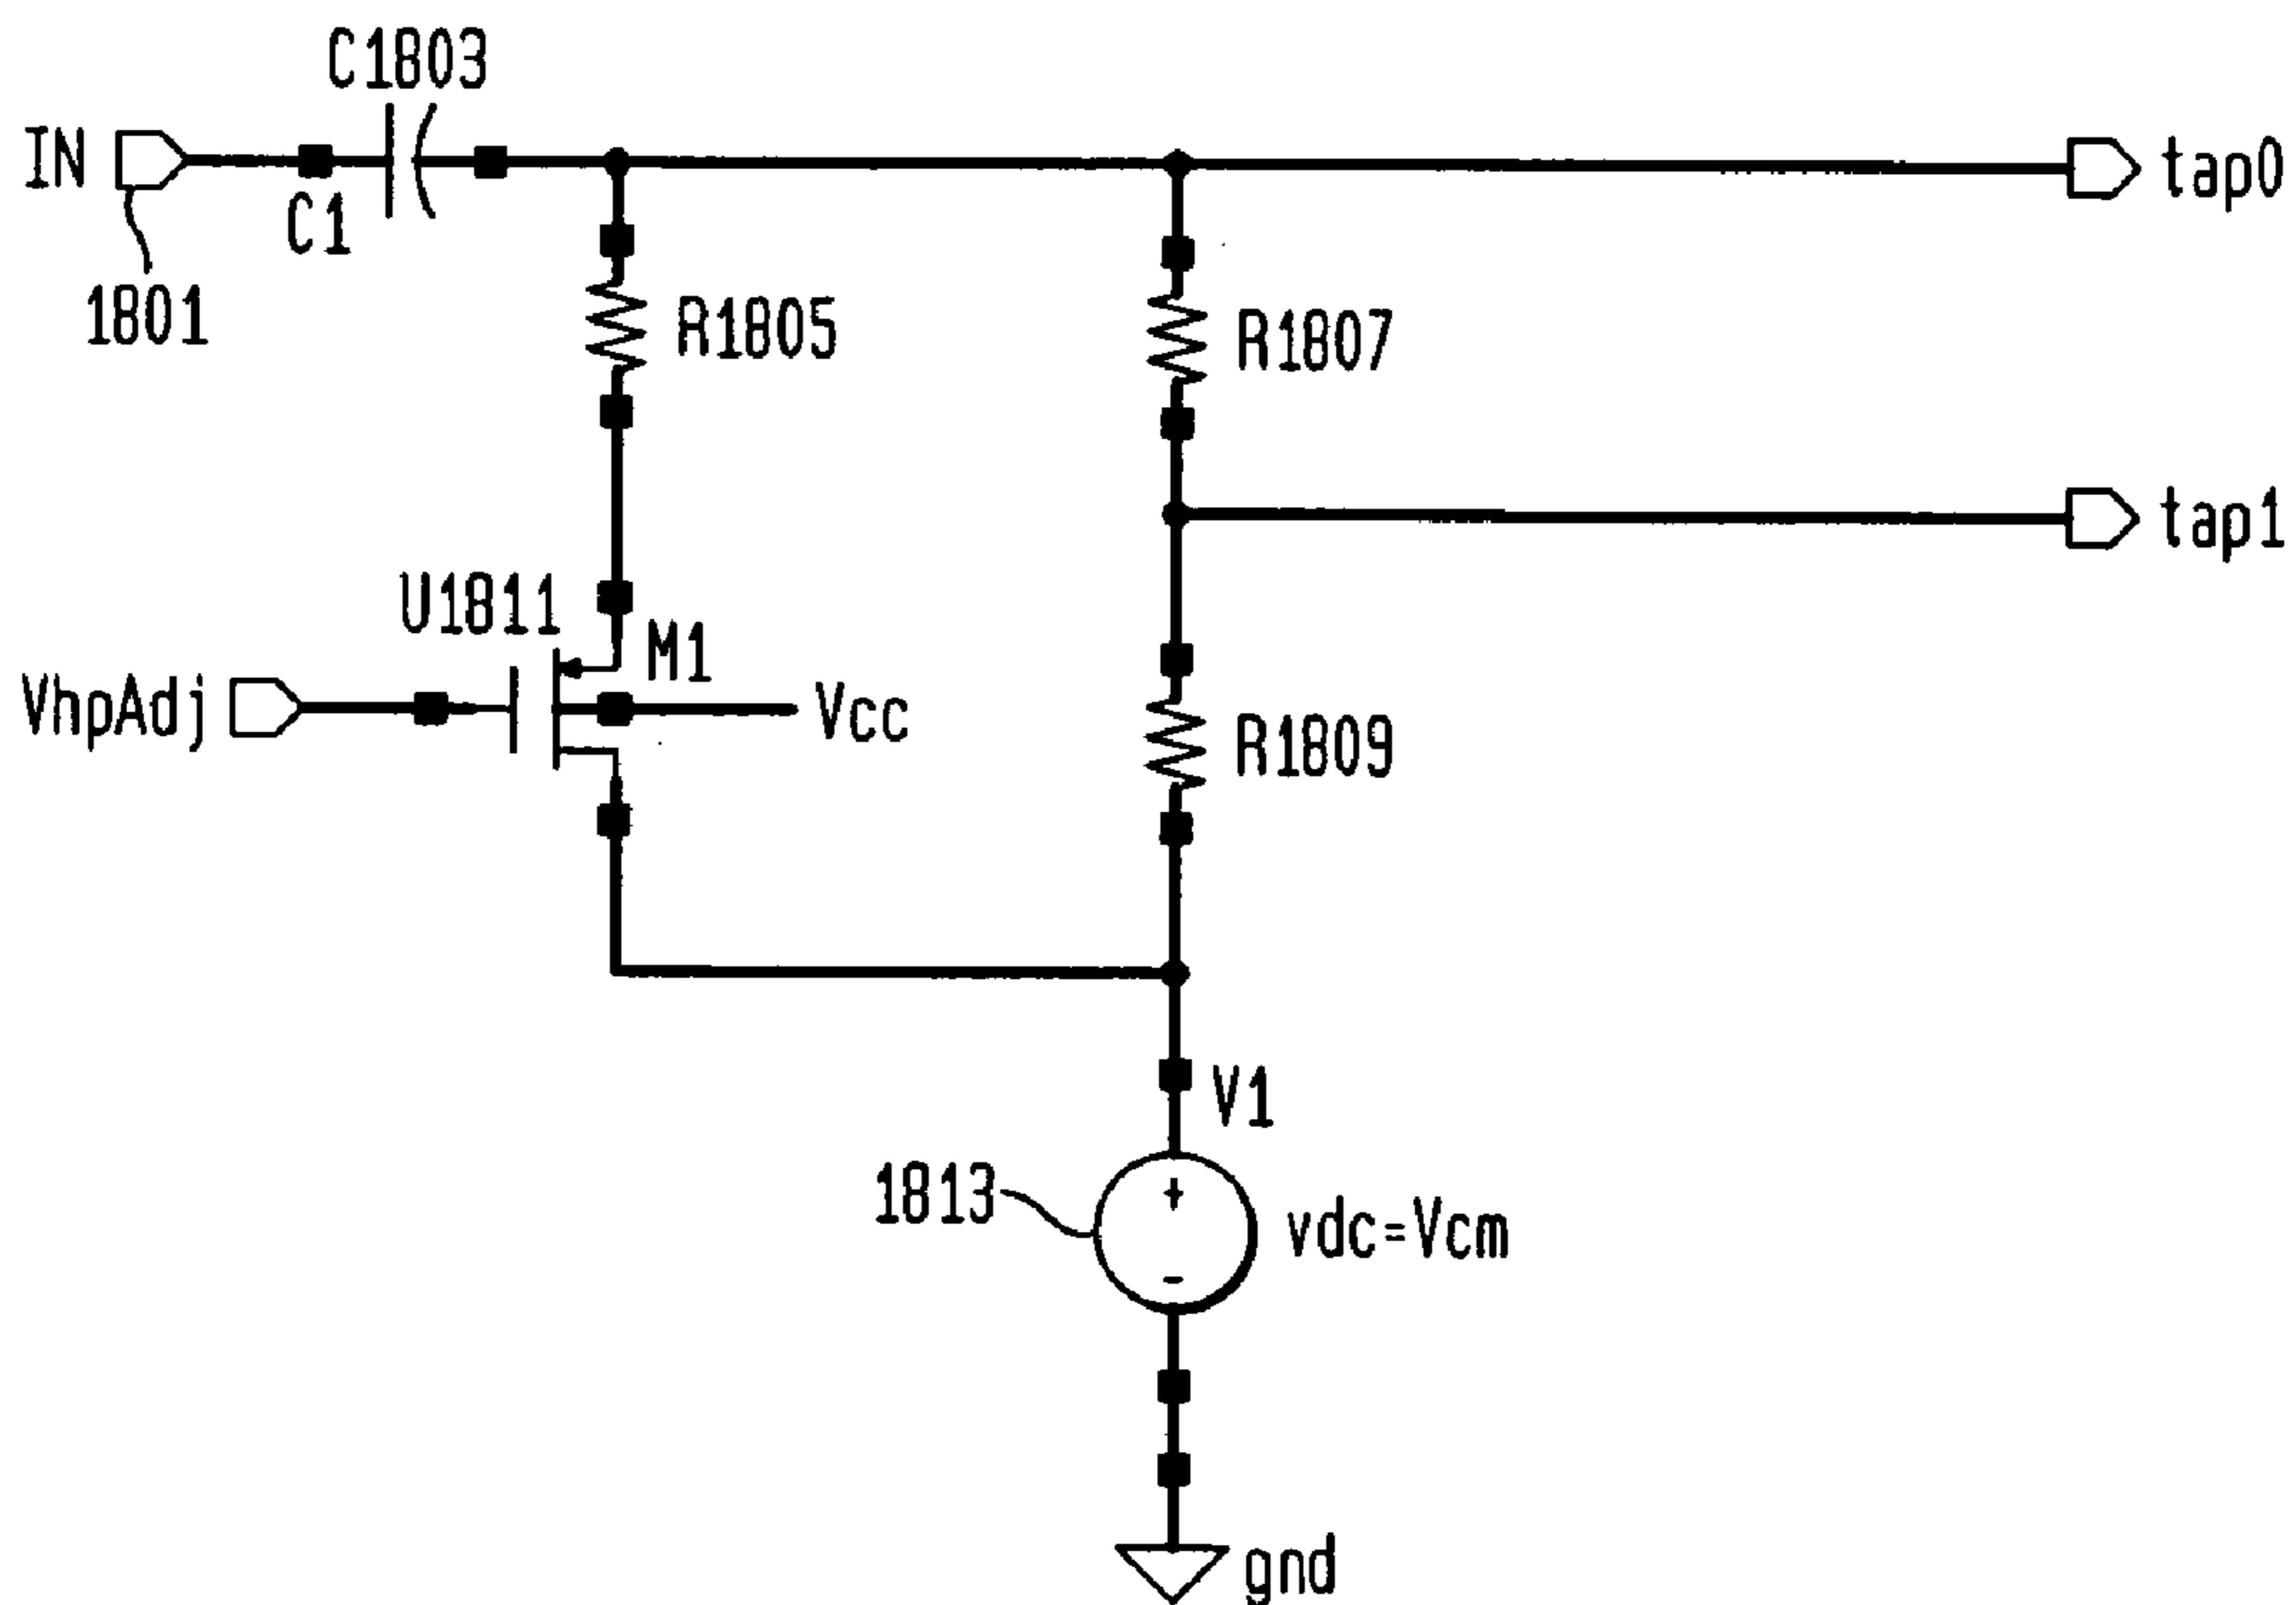 C1803
IN
tap0
C1
1801
R1805
R1807
tap1
U1811
M1
VhpAdj
Vcc
R1809
V1
+
1813
vdc=Vcm
-
gnd